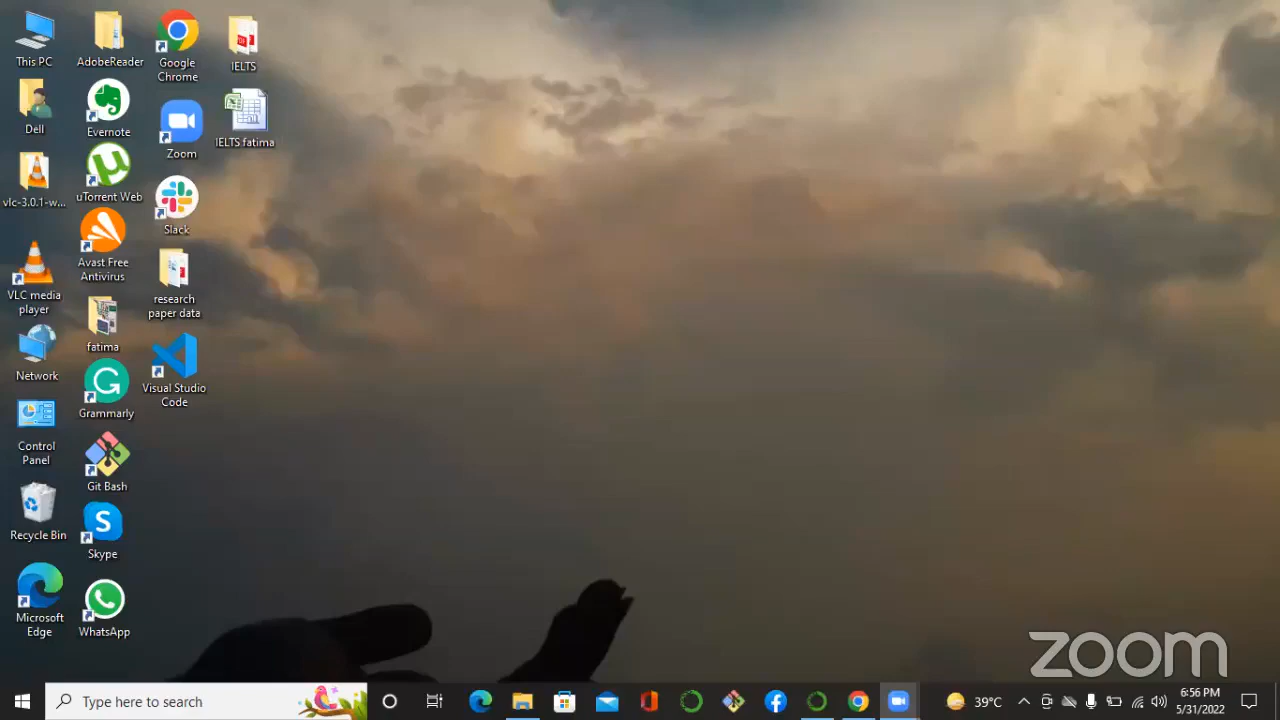 This PC
Dell
vlc-3.0.1-w...
VLC media
player
Network
Control
Panel
Recycle Bin
Microsoft
Edge
AdobeReader
Evernote
uTorrent Web
Avast Free
Antivirus
fatima
Grammarly
Git Bash
Skype
WhatsApp
Google
Chrome
Zoom
Slack
research
paper data
Visual Studio
Code
IELTS
IELTS fatima
zoom
Type here to search
39°C
6:56 PM
5/31/2022